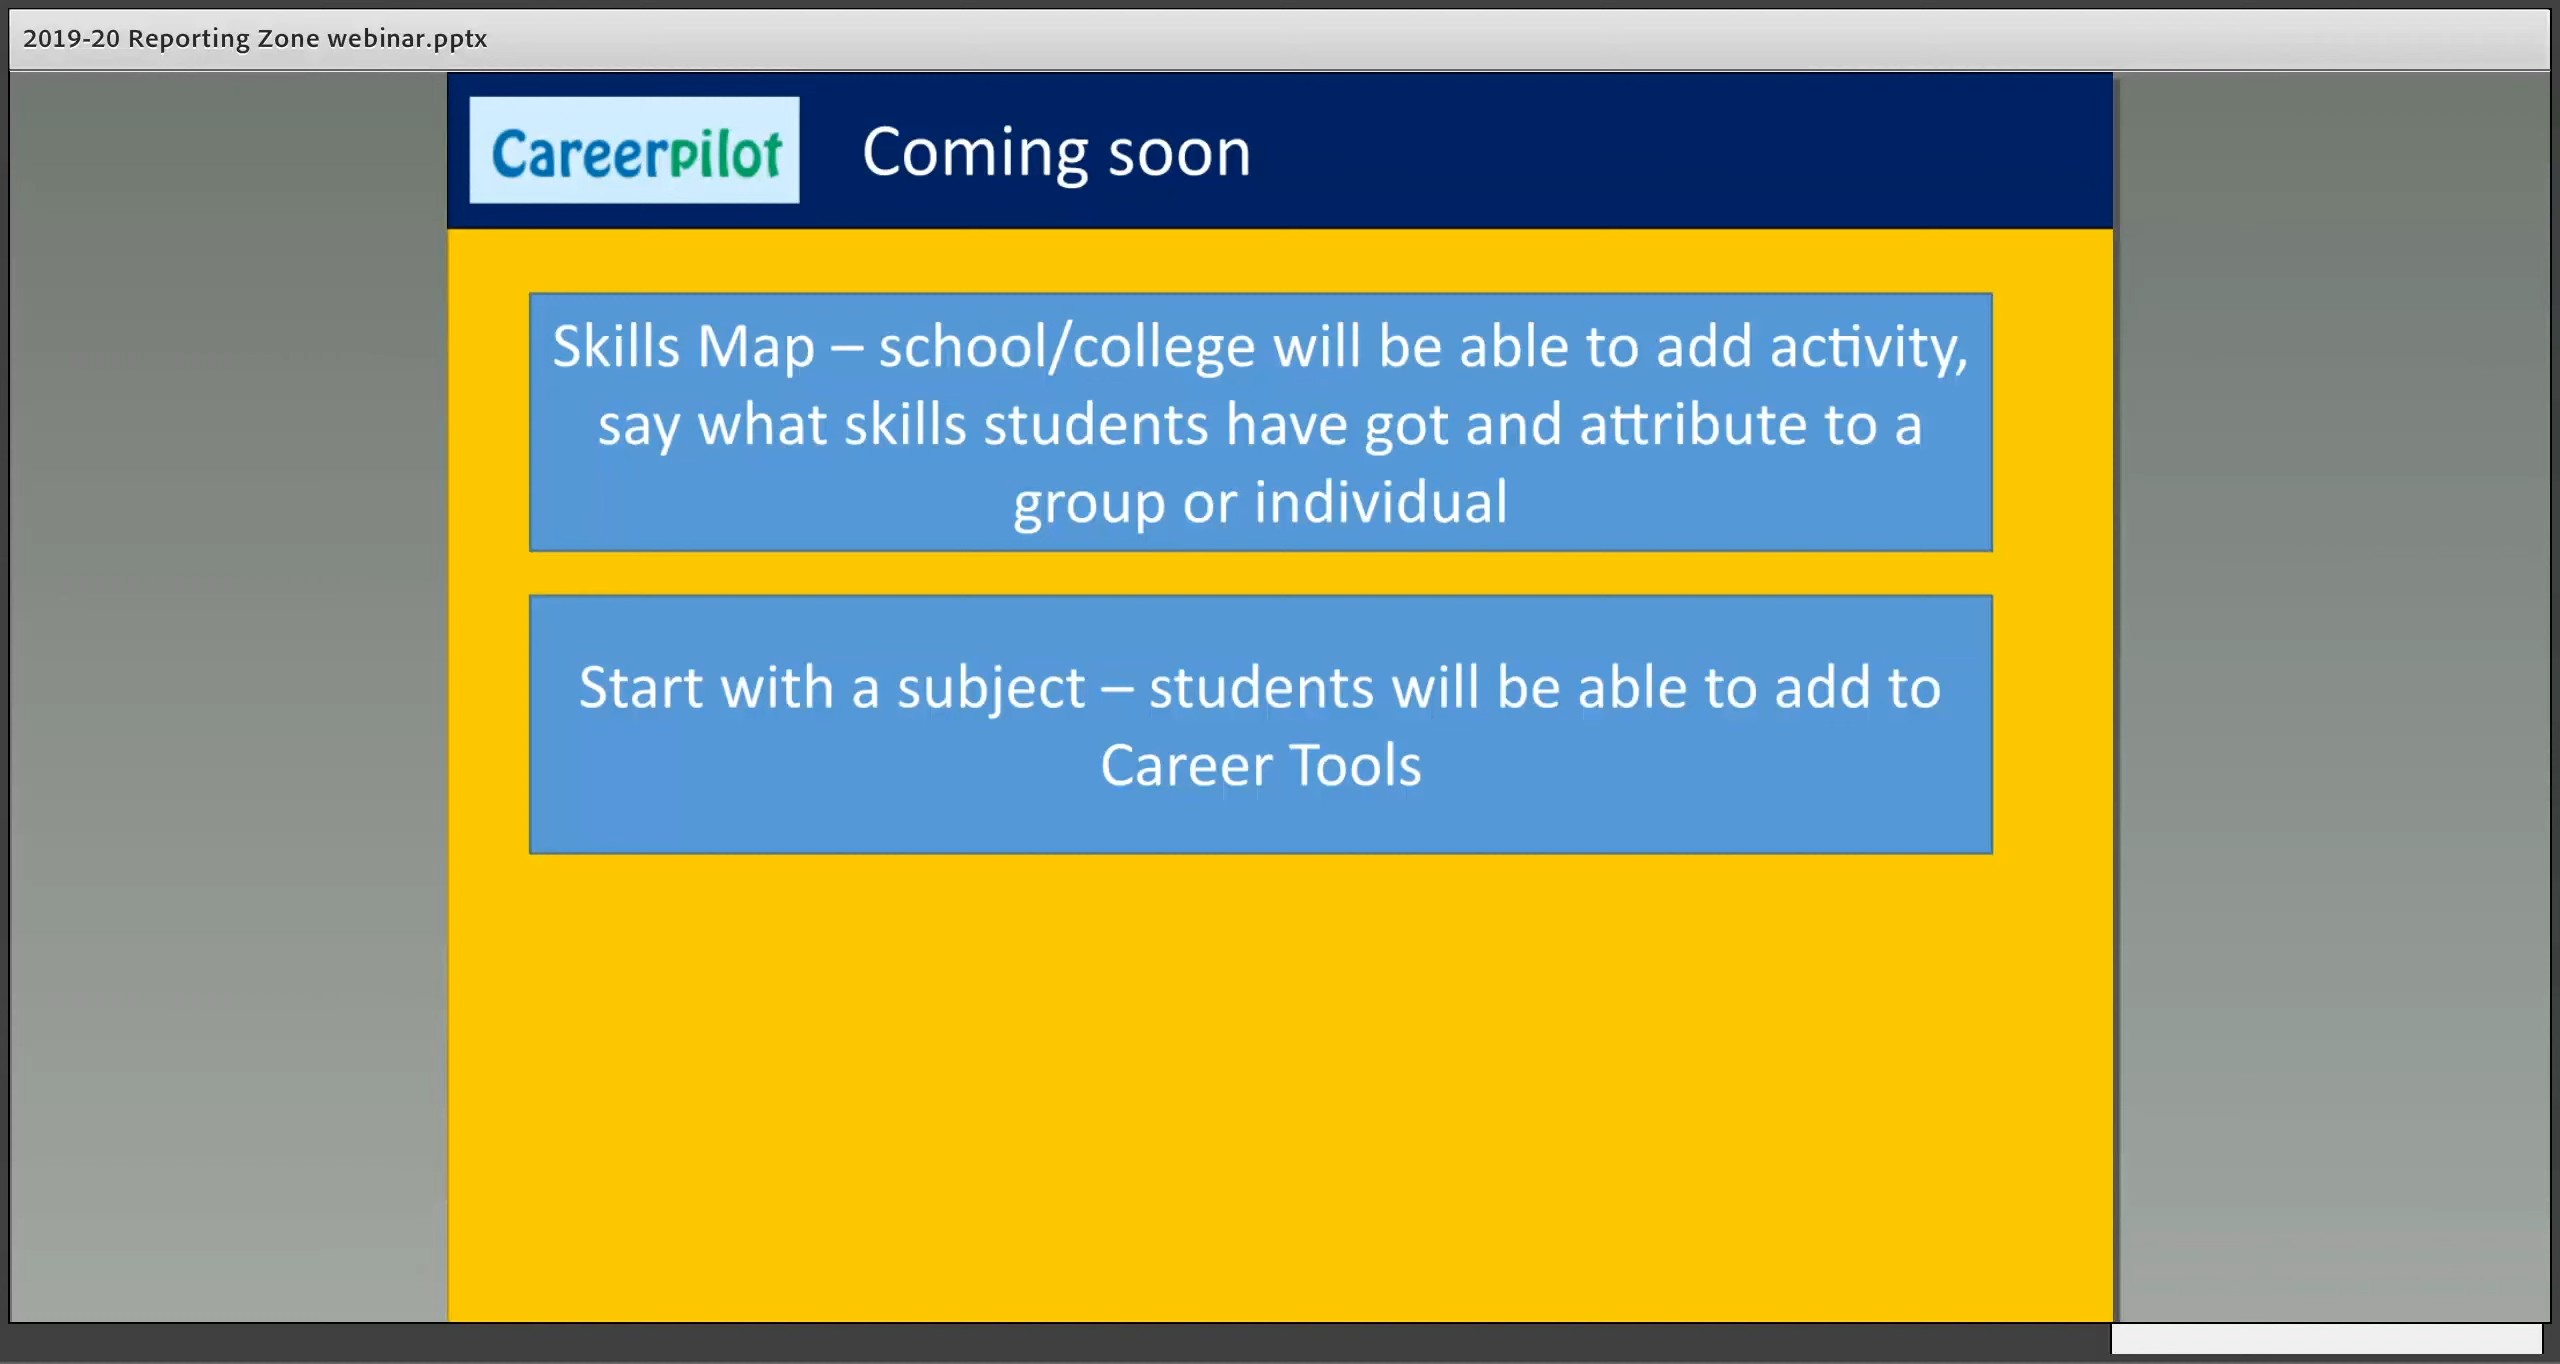 2019-20 Reporting Zone webinar.pptx
Careerpilot
Coming soon
Skills Map – school/college will be able to add activity,
say what skills students have got and attribute to a
group or individual
Start with a subject – students will be able to add to
Career Tools